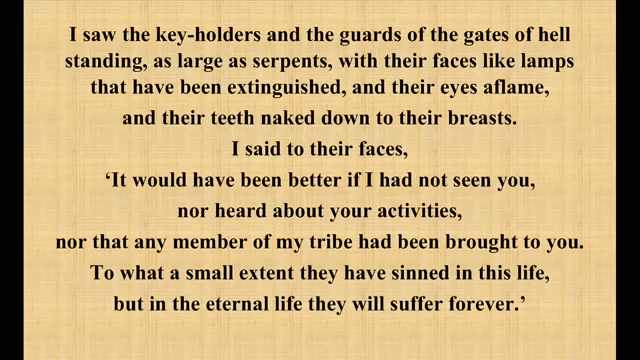 I saw the key-holders and the guards of the gates of hell
standing, as large as serpents, with their faces like lamps
that have been extinguished, and their eyes aflame,
and their teeth naked down to their breasts.
I said to their faces,
‘It would have been better if I had not seen you,
nor heard about your activities,
nor that any member of my tribe had been brought to you.
To what a small extent they have sinned in this life,
but in the eternal life they will suffer forever.’